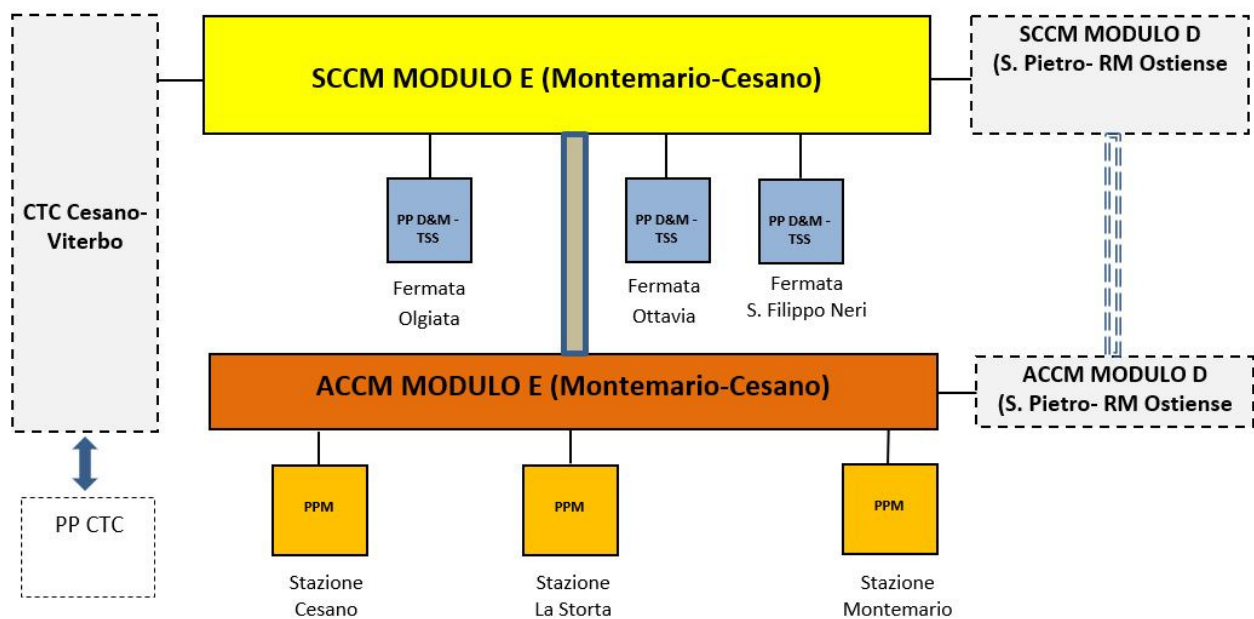 SCCM MODULO E (Montemario-Cesano)
SCCM MODULO D
(S. Pietro- RM Ostiense
CTC Cesano-
Viterbo
PP D&M -
TSS
Fermata
Olgiata
PP D&M -
TSS
Fermata
Ottavia
PP D&M -
TSS
Fermata
S. Filippo Neri
ACCM MODULO E (Montemario-Cesano)
ACCM MODULO D
(S. Pietro- RM Ostiense
PP CTC
PPM
Stazione
Cesano
PPM
Stazione
La Storta
PPM
Stazione
Montemario